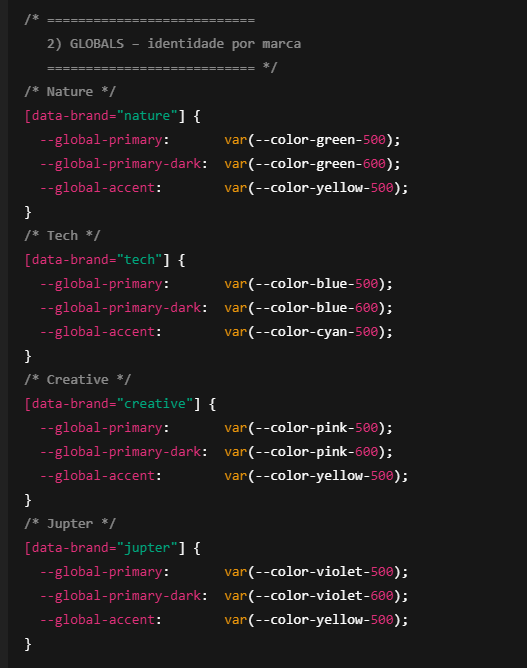 /* ===========================
   2) GLOBALS – identidade por marca
   =========================== */
/* Nature */
[data-brand="nature"] {
  --global-primary:       var(--color-green-500);
  --global-primary-dark:  var(--color-green-600);
  --global-accent:        var(--color-yellow-500);
}
/* Tech */
[data-brand="tech"] {
  --global-primary:       var(--color-blue-500);
  --global-primary-dark:  var(--color-blue-600);
  --global-accent:        var(--color-cyan-500);
}
/* Creative */
[data-brand="creative"] {
  --global-primary:       var(--color-pink-500);
  --global-primary-dark:  var(--color-pink-600);
  --global-accent:        var(--color-yellow-500);
}
/* Jupter */
[data-brand="jupter"] {
  --global-primary:       var(--color-violet-500);
  --global-primary-dark:  var(--color-violet-600);
  --global-accent:        var(--color-yellow-500);
}